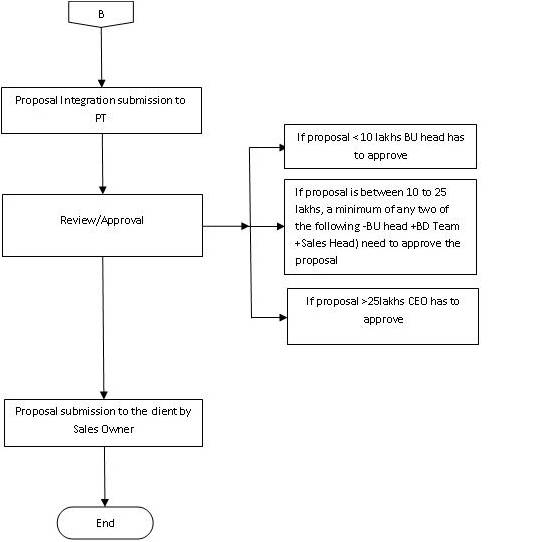 B
Proposal Integration submission to
PT
If proposal <10 lakhs BU head has
to approve
If proposal is between 10 to 25
lakhs, a minimum of any two of
the following -BU head +BD Team
+Sales Head) need to approve the
proposal
Review/Approval
If proposal >25lakhs CEO has to
approve
Proposal submission to the client by
Sales Owner
End